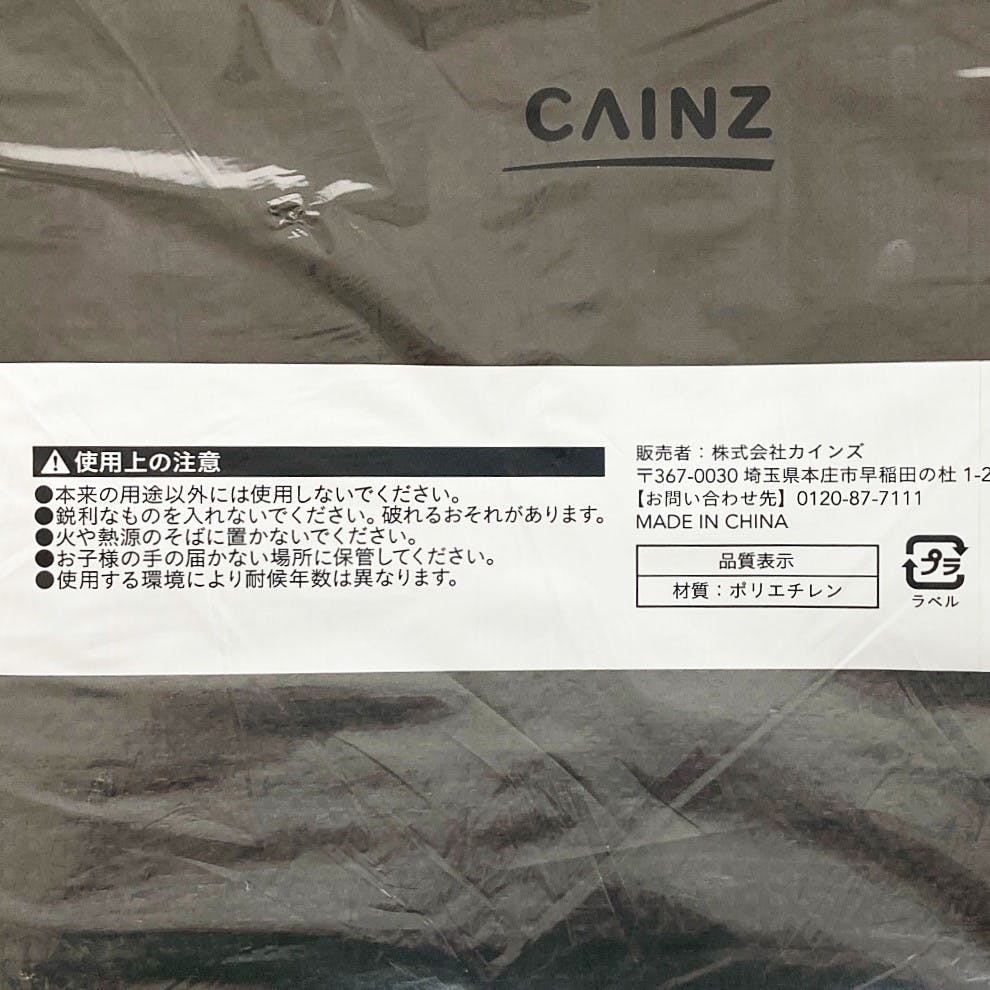 CAINZ
使用上の注意
●本来の用途以外には使用しないでください。
●鋭利なものを入れないでください。破れるおそれがあります。
●火や熱源のそばに置かないでください。
●お子様の手の届かない場所に保管してください。
●使用する環境により耐候年数は異なります。
販売者：株式会社カインズ
〒367-0030 埼玉県本庄市早稲田の杜 1-2
【お問い合わせ先】0120-87-7111
MADE IN CHINA
品質表示
材質：ポリエチレン
プラ
ラベル